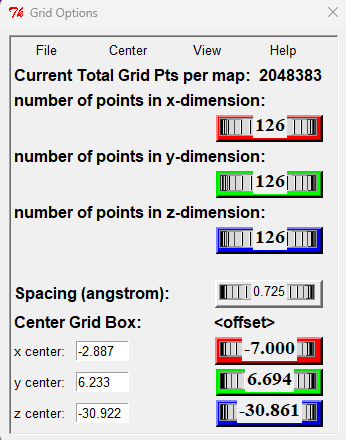 Grid Options
File Center View Help
Current Total Grid Pts per map: 2048383
number of points in x-dimension:
126
number of points in y-dimension:
126
number of points in z-dimension:
126
Spacing (angstrom): 0.725
Center Grid Box: <offset>
x center: -2.887 -7.000
y center: 6.233 6.694
z center: -30.922 -30.861